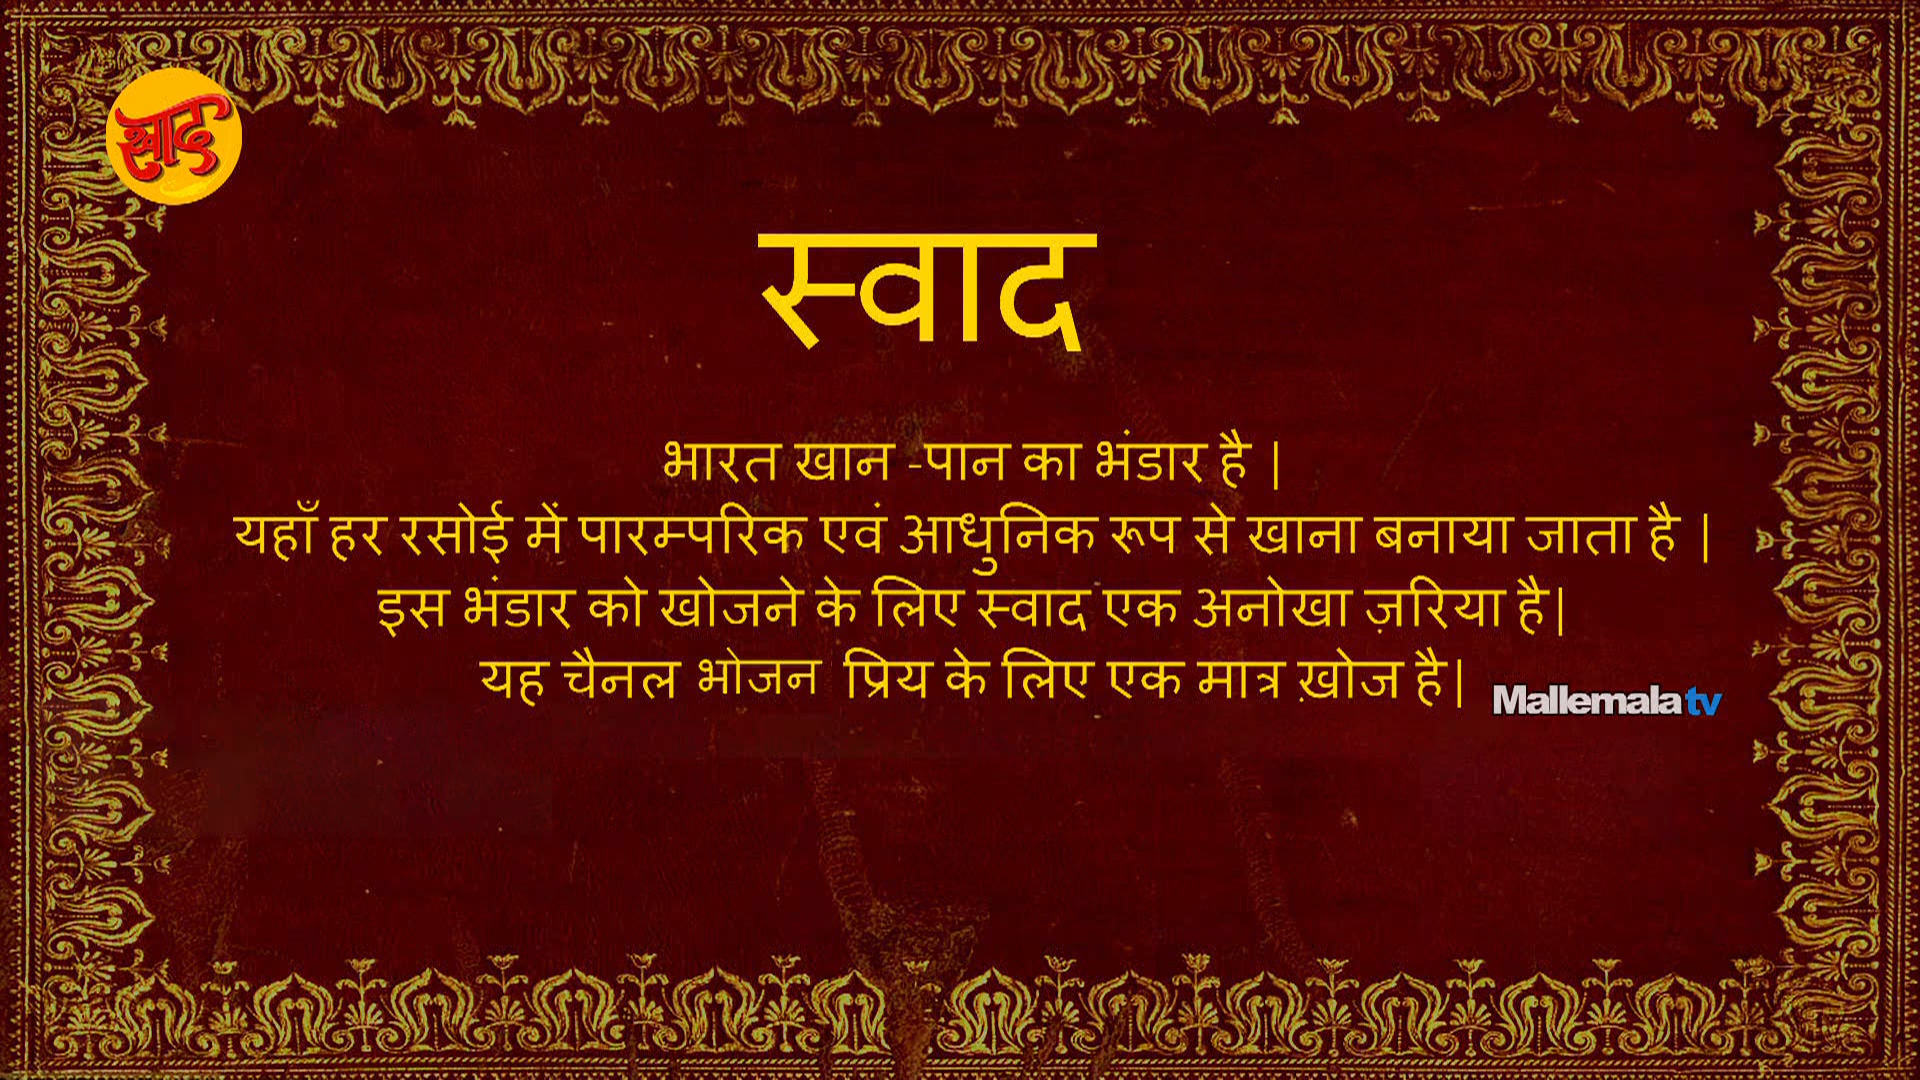 स्वाद
स्वाद
भारत खान -पान का भंडार है |
यहाँ हर रसोई में पारम्परिक एवं आधुनिक रूप से खाना बनाया जाता है |
इस भंडार को खोजने के लिए स्वाद एक अनोखा ज़रिया है|
यह चैनल भोजन प्रिय के लिए एक मात्र ख़ोज है|
Mallemalatv